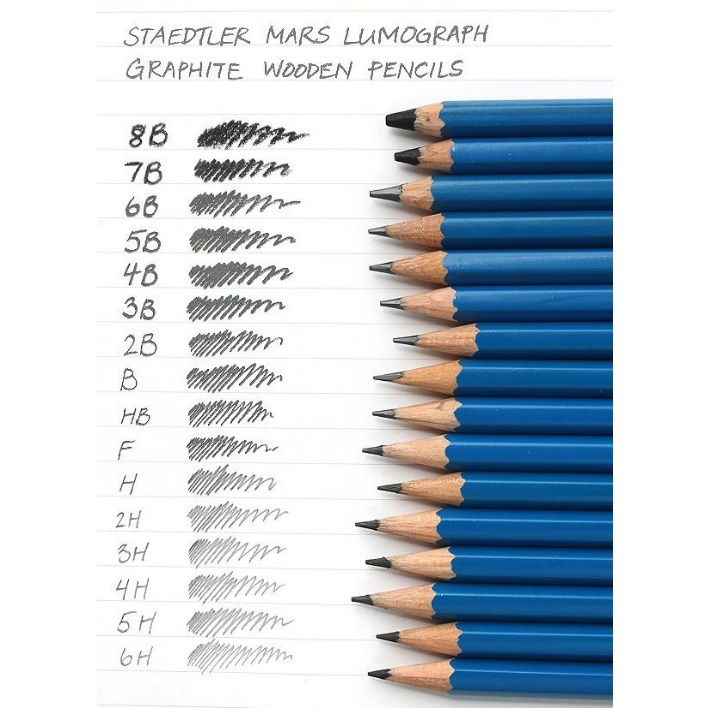 STAEDTLER MARS LUMOGRAPH
GRAPHITE WOODEN PENCILS
8B
7B
6B
5B
4B
3B
2B
B
HB
F
H
2H
3H
4H
5H
6H